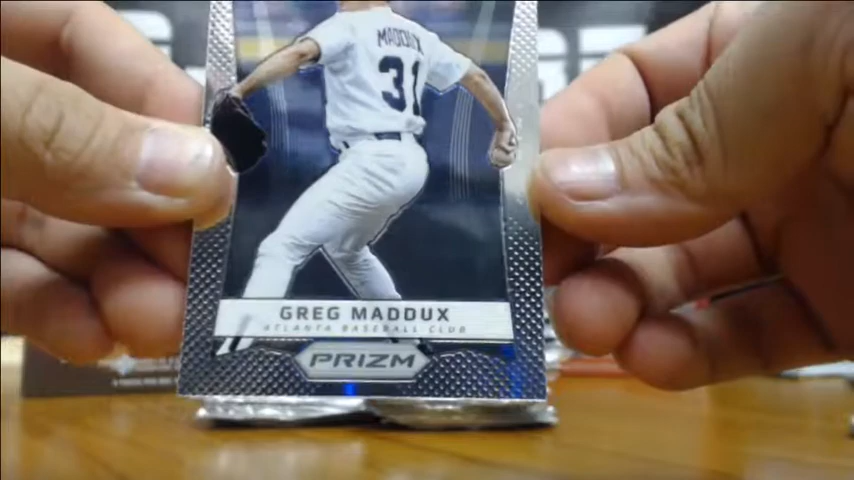 MADDUX
31
GREG MADDUX
ATLANTA BASEBALL CLUB
PRIZM